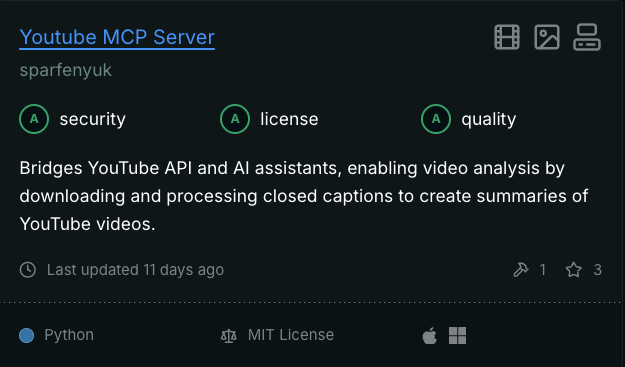 Youtube MCP Server
sparfenyuk
A security A license A quality
Bridges YouTube API and AI assistants, enabling video analysis by
downloading and processing closed captions to create summaries of
YouTube videos.
Last updated 11 days ago 1 3
Python MIT License